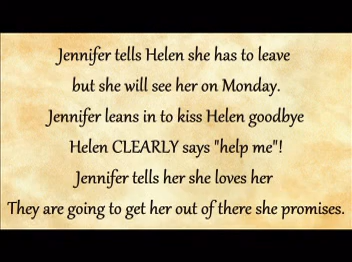 Jennifer tells Helen she has to leave
but she will see her on Monday.
Jennifer leans in to kiss Helen goodbye
Helen CLEARLY says "help me"!
Jennifer tells her she loves her
They are going to get her out of there she promises.